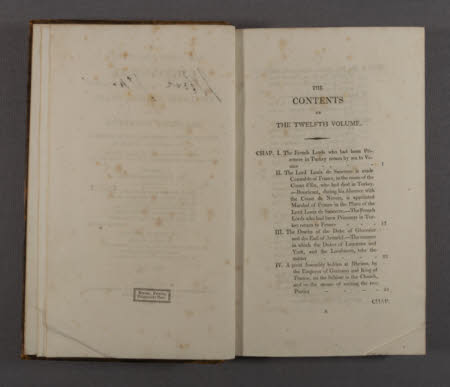 THE
CONTENTS
OF
THE TWELFTH VOLUME.
CHAP. I. The French Lords who had been Pri-
soners in Turkey return by sea to Ve-
nice 1
II. The Lord Louis de Sancerre is made
Constable of France, in the room of the
Count d'Eu, who had died in Turkey.
—Boucicaut, during his absence with
the Count de Nevers, is appointed
Marshal of France in the Place of the
Lord Louis de Sancerre.—The French
Lords who had been Prisoners in Tur-
key return to France
III. The Deaths of the Duke of Glocester
and the Earl of Arundel.—The manner
in which the Dukes of Lancaster and
York, and the Londoners, take the
matter
IV. A great Assembly holden at Rheims, by
the Emperor of Germany and King of
France, on the Subject of the Church,
and the means of uniting the two
Parties
CHAP.